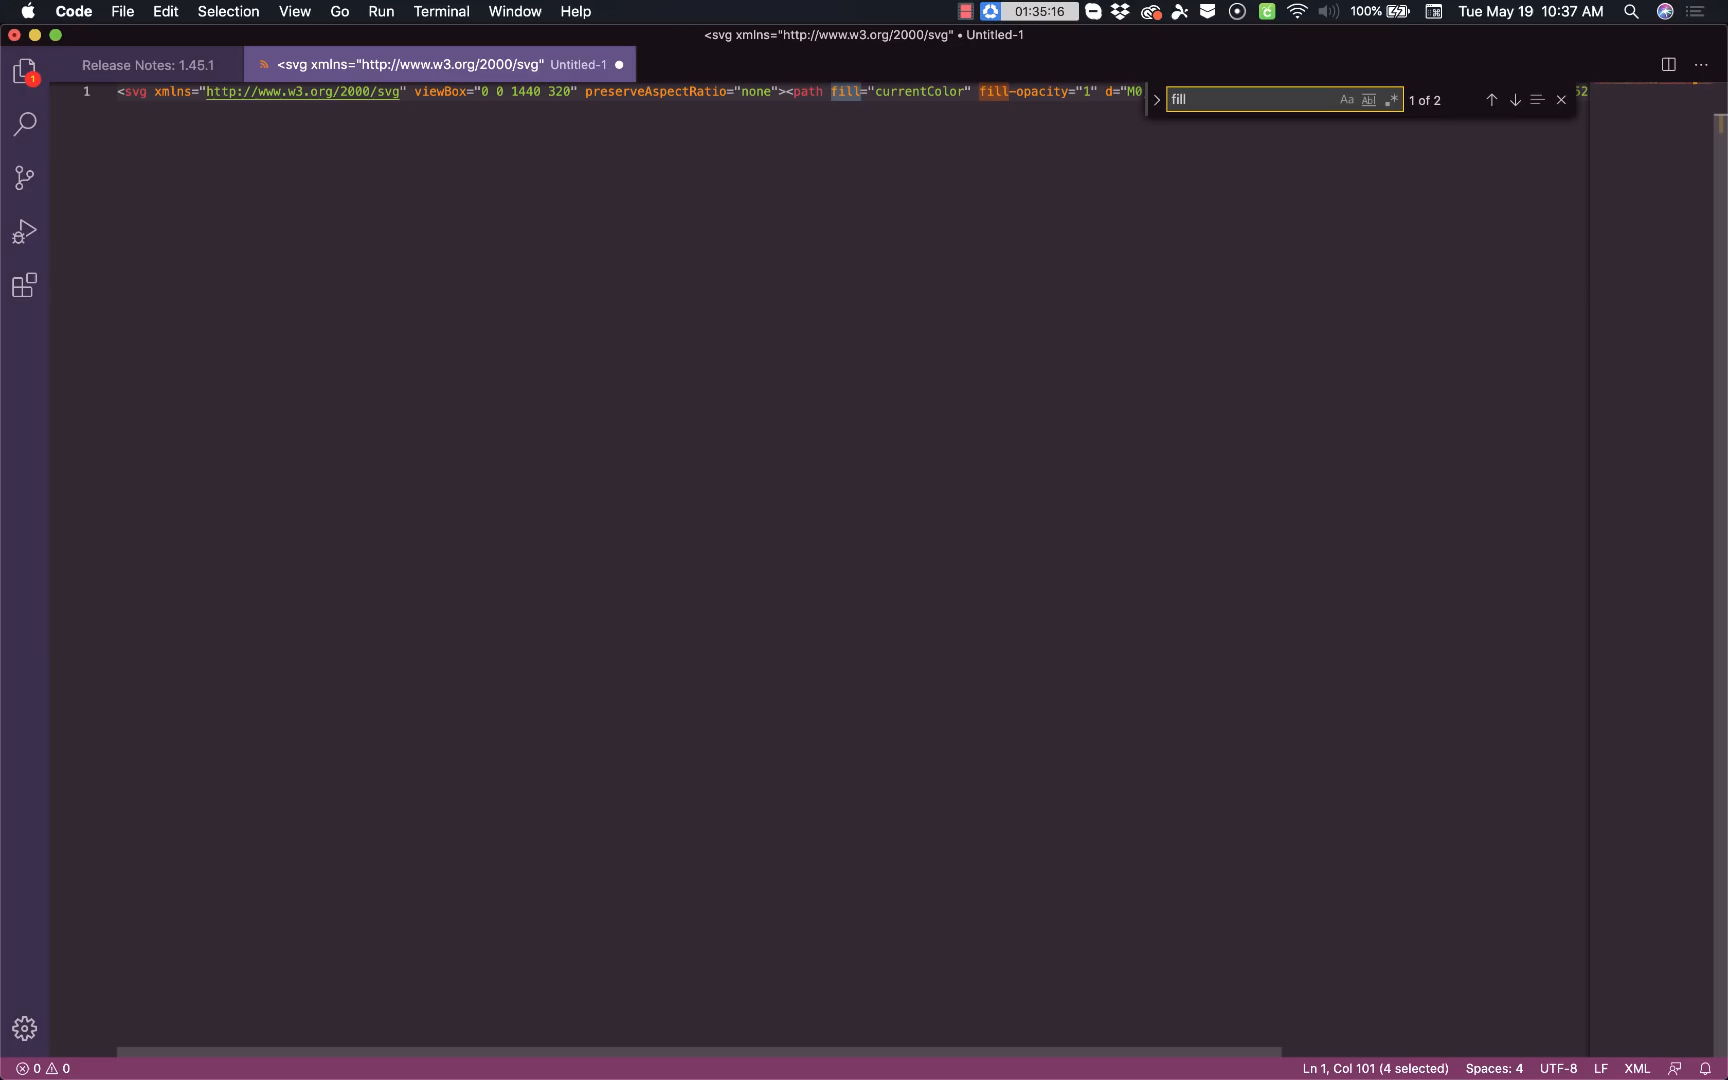 Code File Edit Selection View Go Run Terminal Window Help 01:35:16 100% Tue May 19 10:37 AM
<svg xmlns="http://www.w3.org/2000/svg" • Untitled-1
Release Notes: 1.45.1 <svg xmlns="http://www.w3.org/2000/svg" Untitled-1
1
1 <svg xmlns="http://www.w3.org/2000/svg" viewBox="0 0 1440 320" preserveAspectRatio="none"><path fill="currentColor" fill-opacity="1" d="M0 52
fill Aa Abl .* 1 of 2
0 0 Ln 1, Col 101 (4 selected) Spaces: 4 UTF-8 LF XML